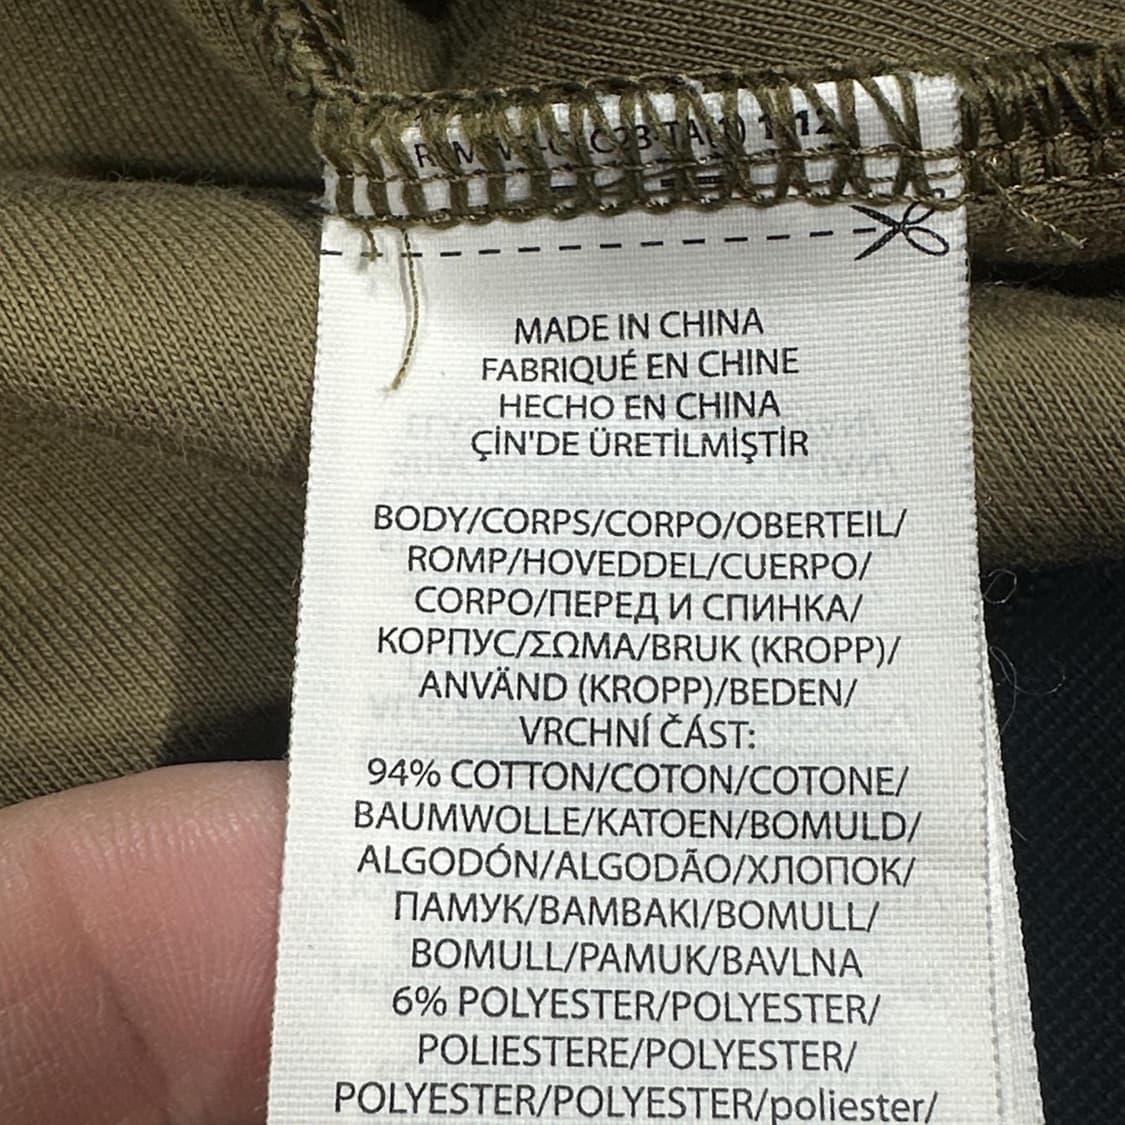 MADE IN CHINA
FABRIQUÉ EN CHINE
HECHO EN CHINA
ÇİN'DE ÜRETİLMİŞTİR
BODY/CORPS/CORPO/OBERTEIL/
ROMP/HOVEDDEL/CUERPO/
CORPO/ПЕРЕД И СПИНКА/
КОРПУС/ΣΩΜΑ/BRUK (KROPP)/
ANVÄND (KROPP)/BEDEN/
VRCHNÍ ČÁST:
94% COTTON/COTON/COTONE/
BAUMWOLLE/KATOEN/BOMULD/
ALGODÓN/ALGODÃO/ХЛОПОК/
ПАМУК/ΒΑΜΒΑΚΙ/BOMULL/
BOMULL/PAMUK/BAVLNA
6% POLYESTER/POLYESTER/
POLIESTERE/POLYESTER/
POLYESTER/POLYESTER/poliester/